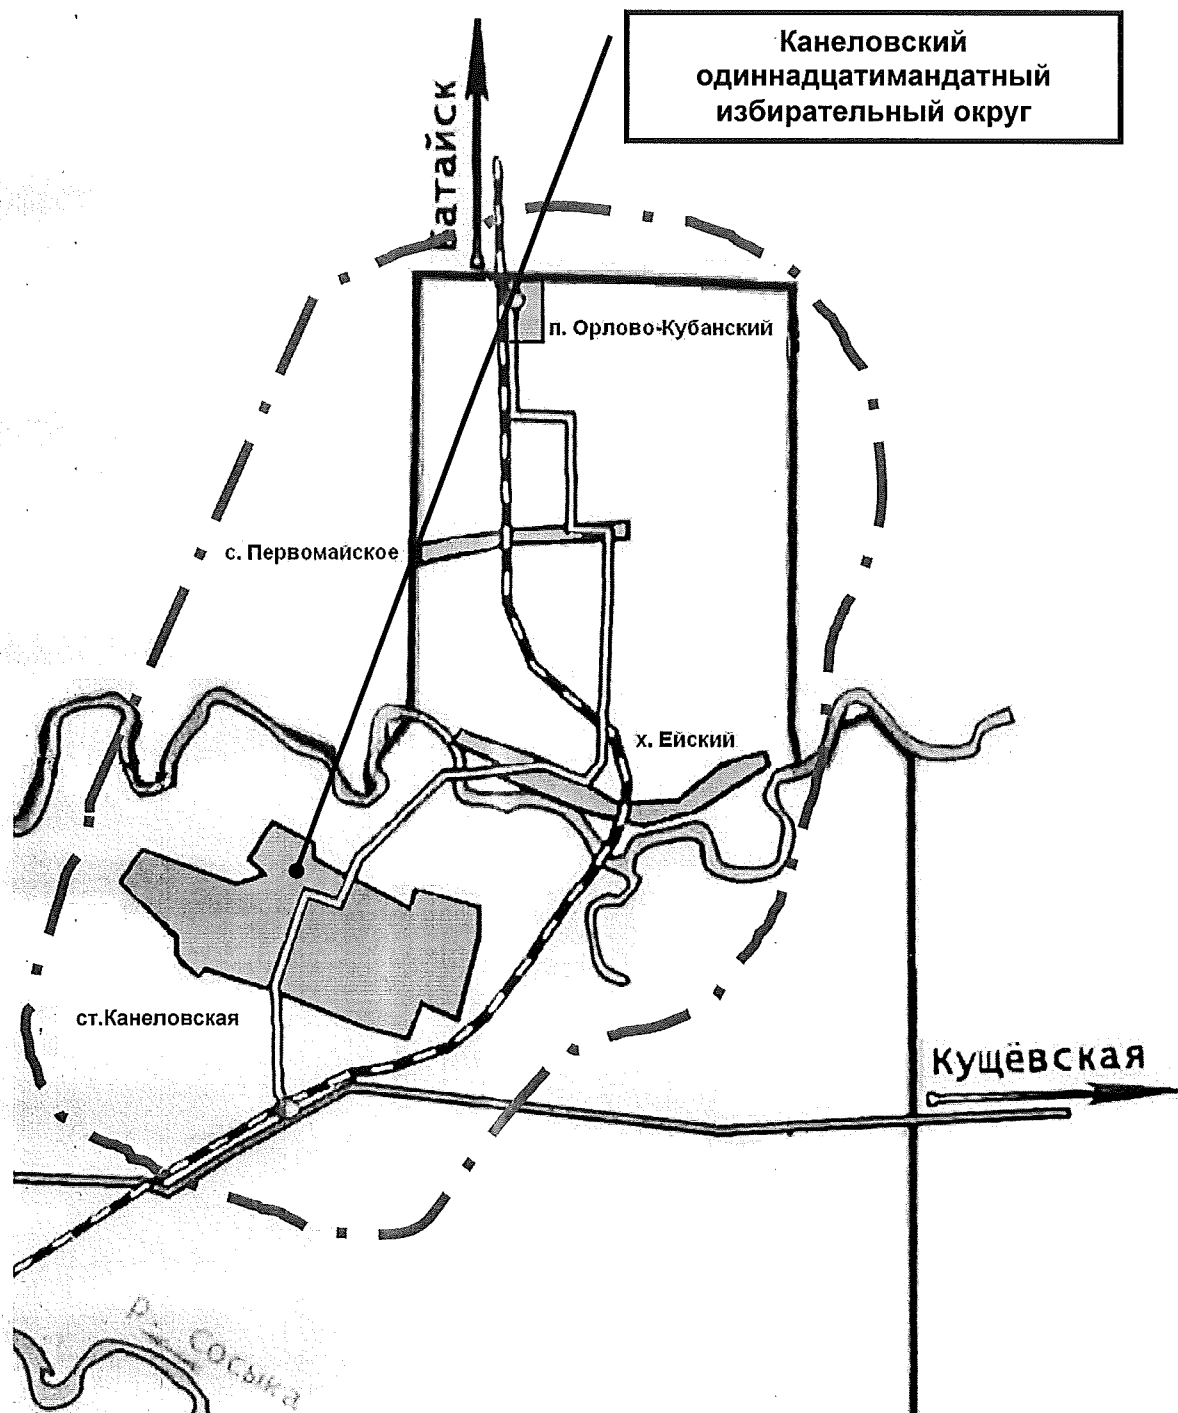 Канеловский
одиннадцатимандатный
избирательный округ
Батайск
п. Орлово-Кубанский
с. Первомайское
х. Ейский
ст.Канеловская
Кущёвская
р. Сосыка